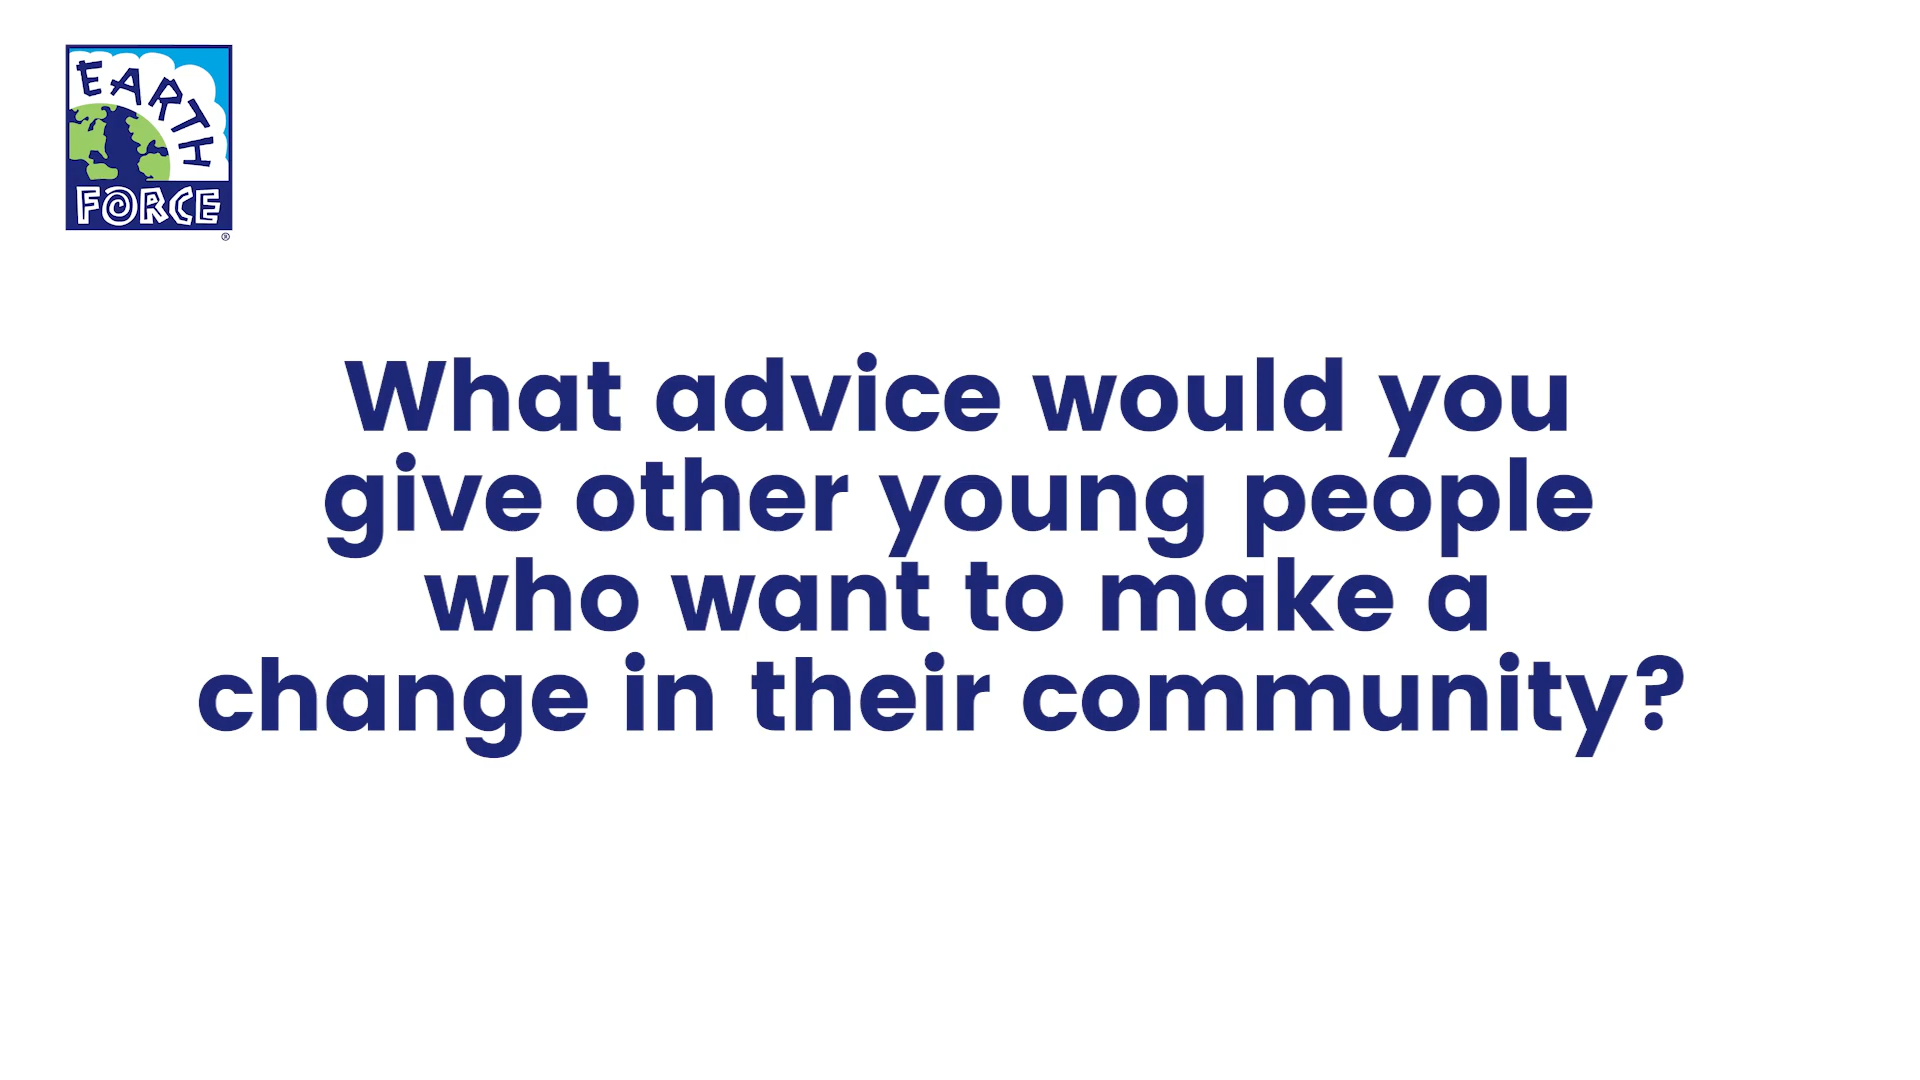 EARTH
FORCE
®
What advice would you
give other young people
who want to make a
change in their community?